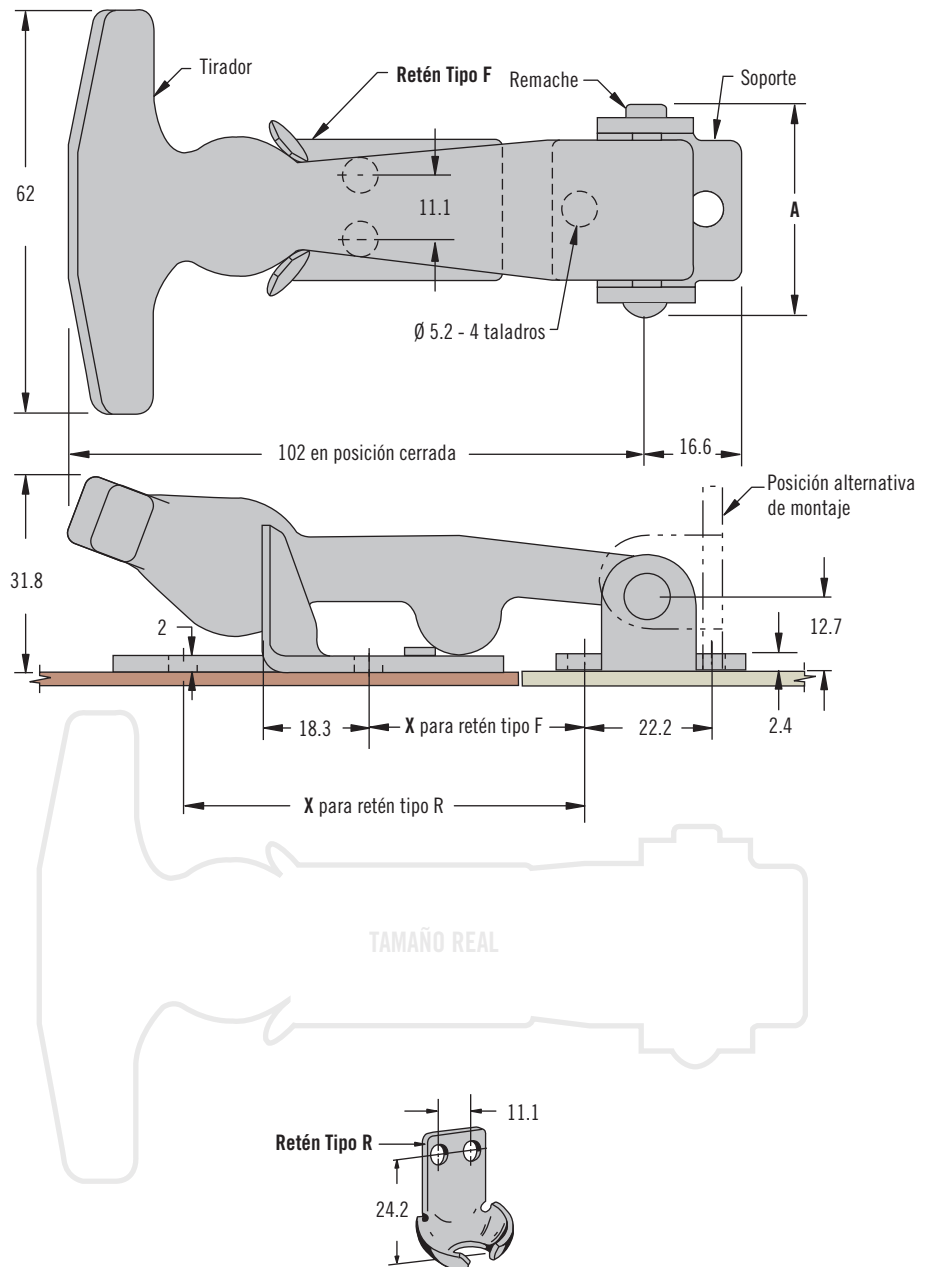 Tirador
Retén Tipo F
Remache
Soporte
62
11.1
A
Ø 5.2 - 4 taladros
102 en posición cerrada
16.6
Posición alternativa
de montaje
31.8
2
12.7
18.3
X para retén tipo F
22.2
2.4
X para retén tipo R
TAMAÑO REAL
11.1
Retén Tipo R
24.2